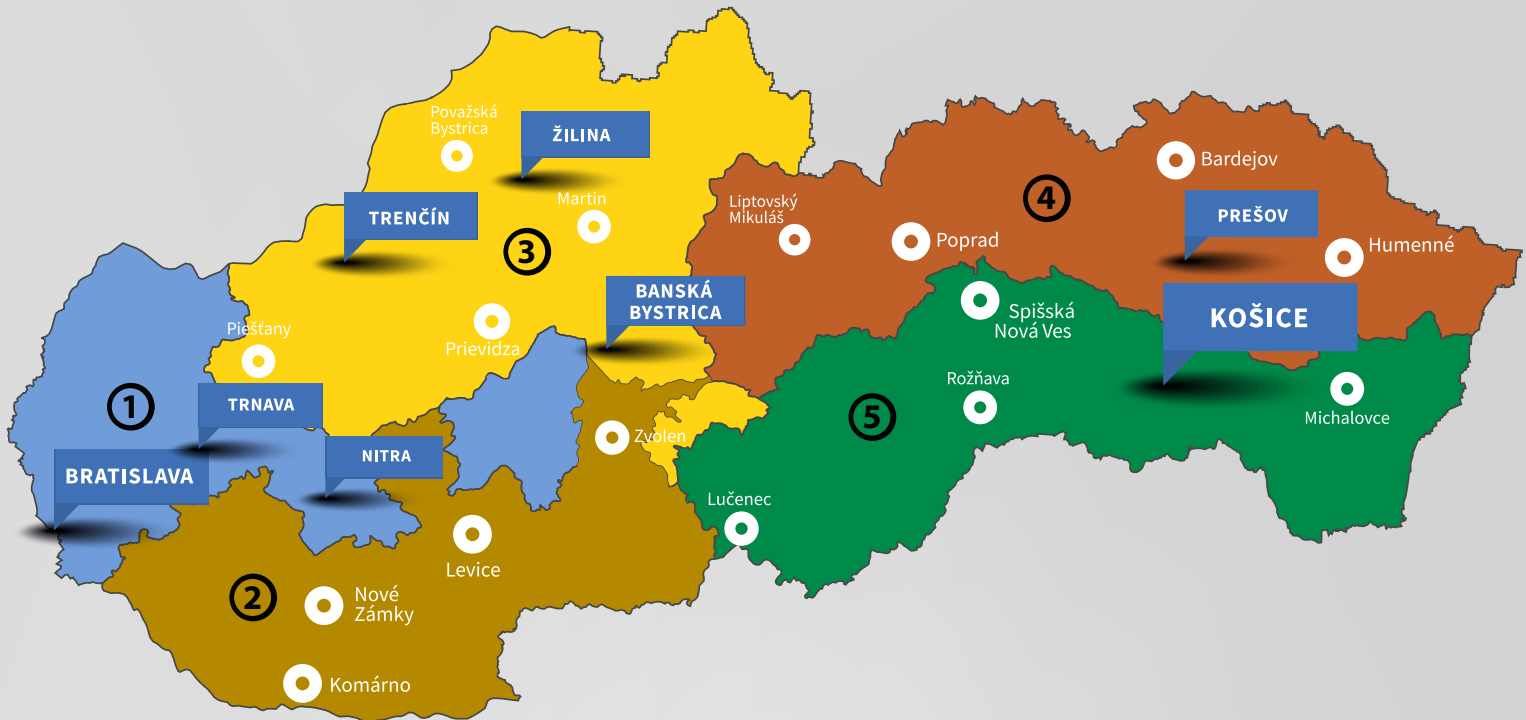 Považská
Bystrica
ŽILINA
Martin
TRENČÍN
3
BANSKÁ
BYSTRICA
Piešťany
Prievidza
1
TRNAVA
BRATISLAVA
NITRA
Zvolen
Levice
2
Nové
Zámky
Komárno
Liptovský
Mikuláš
Poprad
4
Bardejov
PREŠOV
Humenné
KOŠICE
Spišská
Nová Ves
Rožňava
5
Michalovce
Lučenec